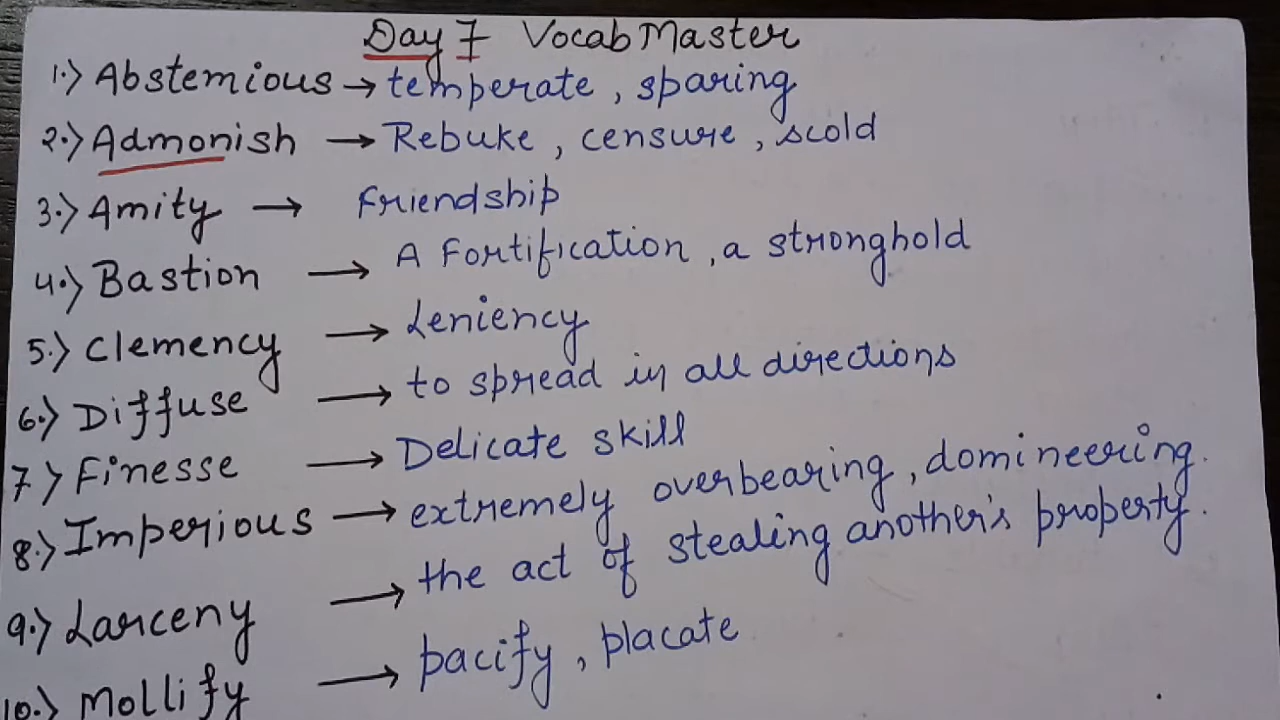 Day 7 Vocab Master
1.) Abstemious → temperate, sparing
2.) Admonish → Rebuke, censure, scold
3.) Amity → Friendship
4.) Bastion → A Fortification, a stronghold
5.) Clemency → Leniency
6.) Diffuse → to spread in all directions
7.) Finesse → Delicate skill
8.) Imperious → extremely overbearing, domineering.
9.) Larceny → the act of stealing another's property.
10.) Mollify → pacify, placate